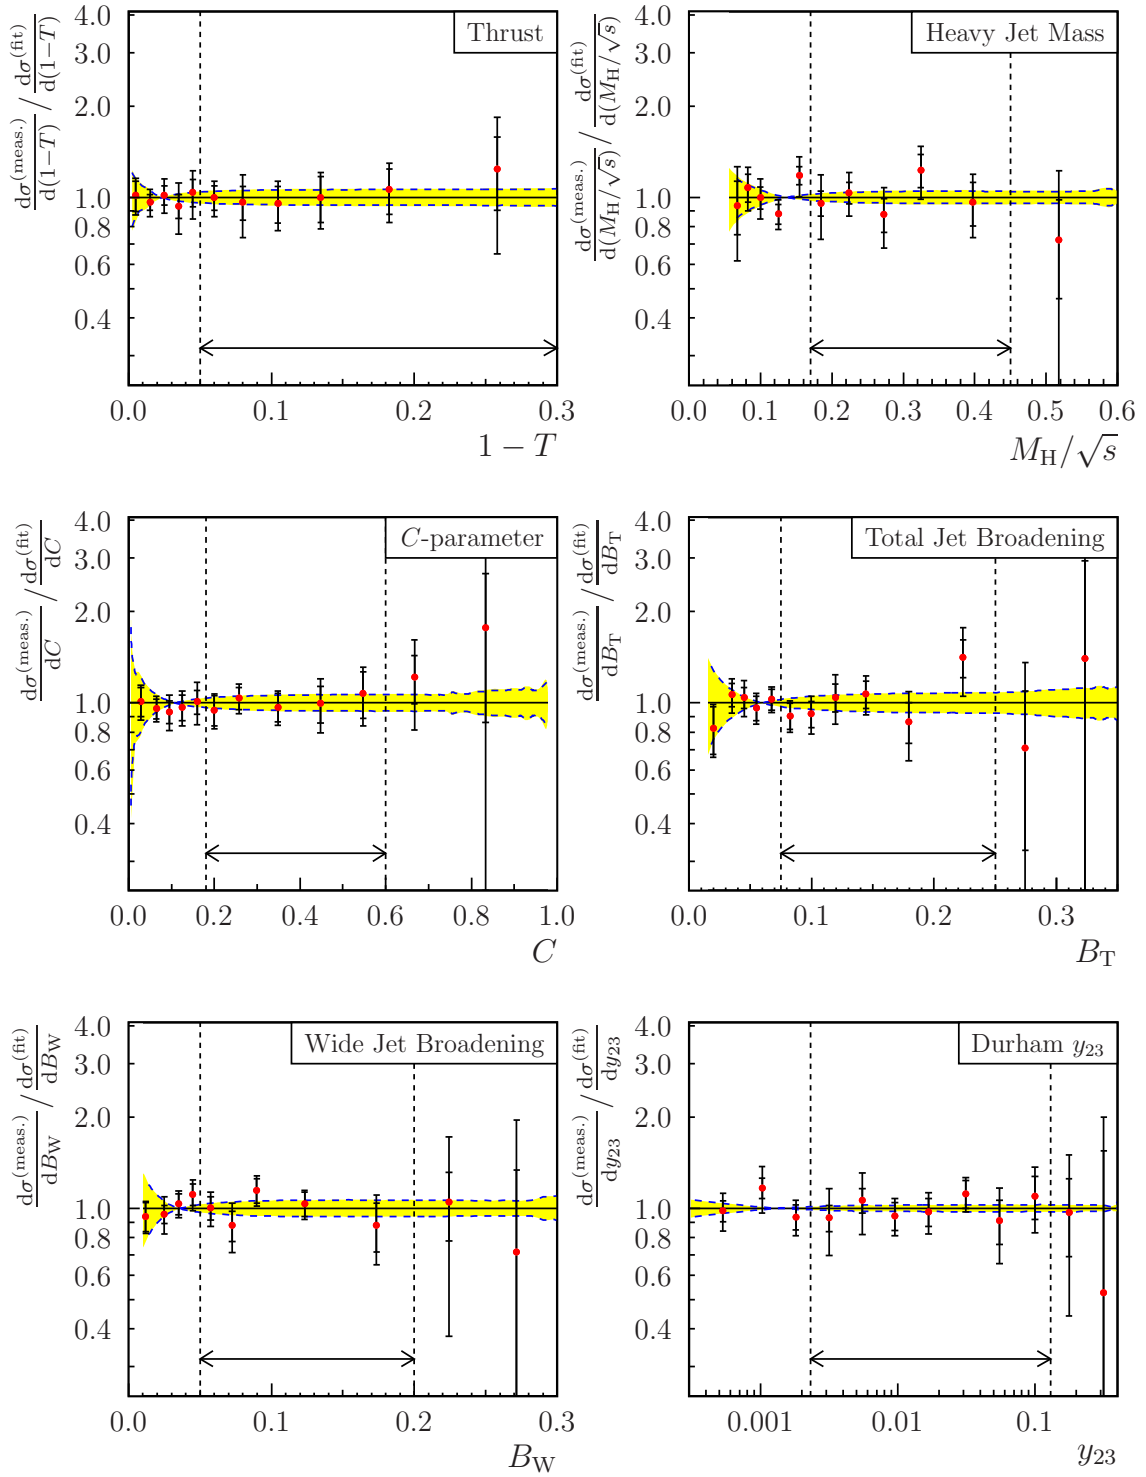 Thrust
dσ^(meas.)/d(1−T) / dσ^(fit)/d(1−T)
4.0
3.0
2.0
1.0
0.8
0.6
0.4
0.0 0.1 0.2 0.3
1 − T
Heavy Jet Mass
dσ^(meas.)/d(M_H/√s) / dσ^(fit)/d(M_H/√s)
4.0
3.0
2.0
1.0
0.8
0.6
0.4
0.0 0.1 0.2 0.3 0.4 0.5 0.6
M_H/√s
C-parameter
dσ^(meas.)/dC / dσ^(fit)/dC
4.0
3.0
2.0
1.0
0.8
0.6
0.4
0.0 0.2 0.4 0.6 0.8 1.0
C
Total Jet Broadening
dσ^(meas.)/dB_T / dσ^(fit)/dB_T
4.0
3.0
2.0
1.0
0.8
0.6
0.4
0.0 0.1 0.2 0.3
B_T
Wide Jet Broadening
dσ^(meas.)/dB_W / dσ^(fit)/dB_W
4.0
3.0
2.0
1.0
0.8
0.6
0.4
0.0 0.1 0.2 0.3
B_W
Durham y_23
dσ^(meas.)/dy_23 / dσ^(fit)/dy_23
4.0
3.0
2.0
1.0
0.8
0.6
0.4
0.001 0.01 0.1
y_23